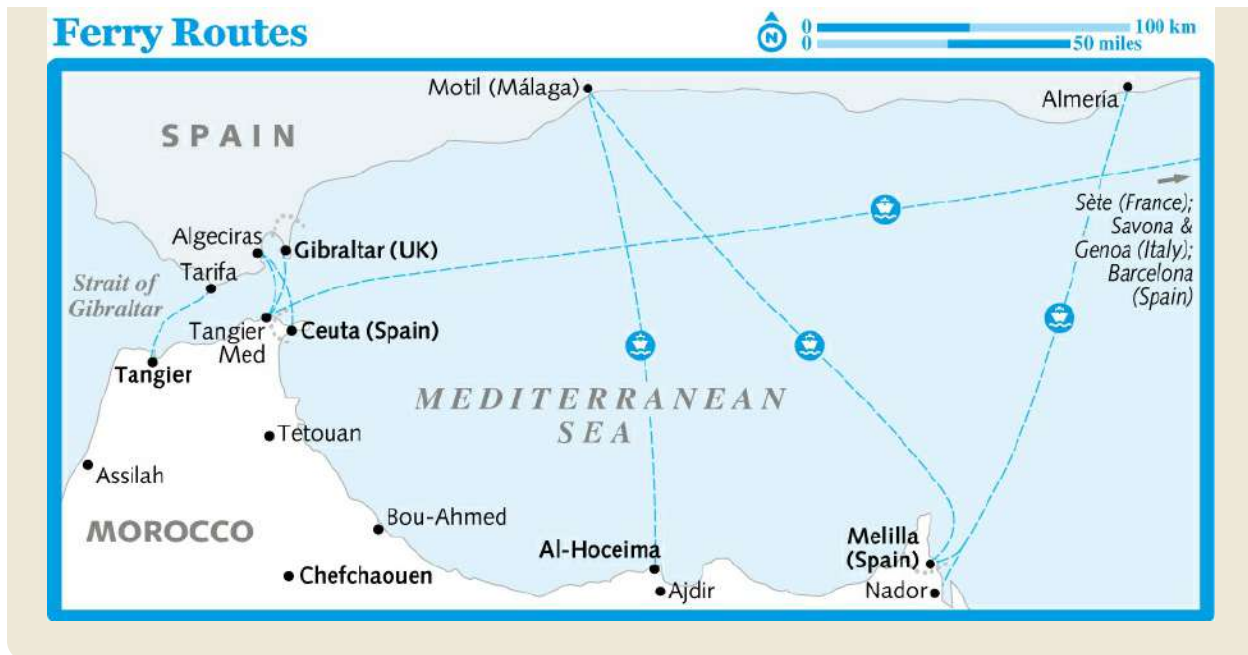 Ferry Routes
N
0 100 km
0 50 miles
Motil (Málaga)
Almería
SPAIN
Sète (France);
Savona &
Genoa (Italy);
Barcelona
(Spain)
Algeciras
Gibraltar (UK)
Tarifa
Strait of
Gibraltar
Tangier
Med
Ceuta (Spain)
Tangier
MEDITERRANEAN
SEA
Tetouan
Assilah
MOROCCO
Bou-Ahmed
Al-Hoceima
Melilla
(Spain)
Chefchaouen
Ajdir
Nador